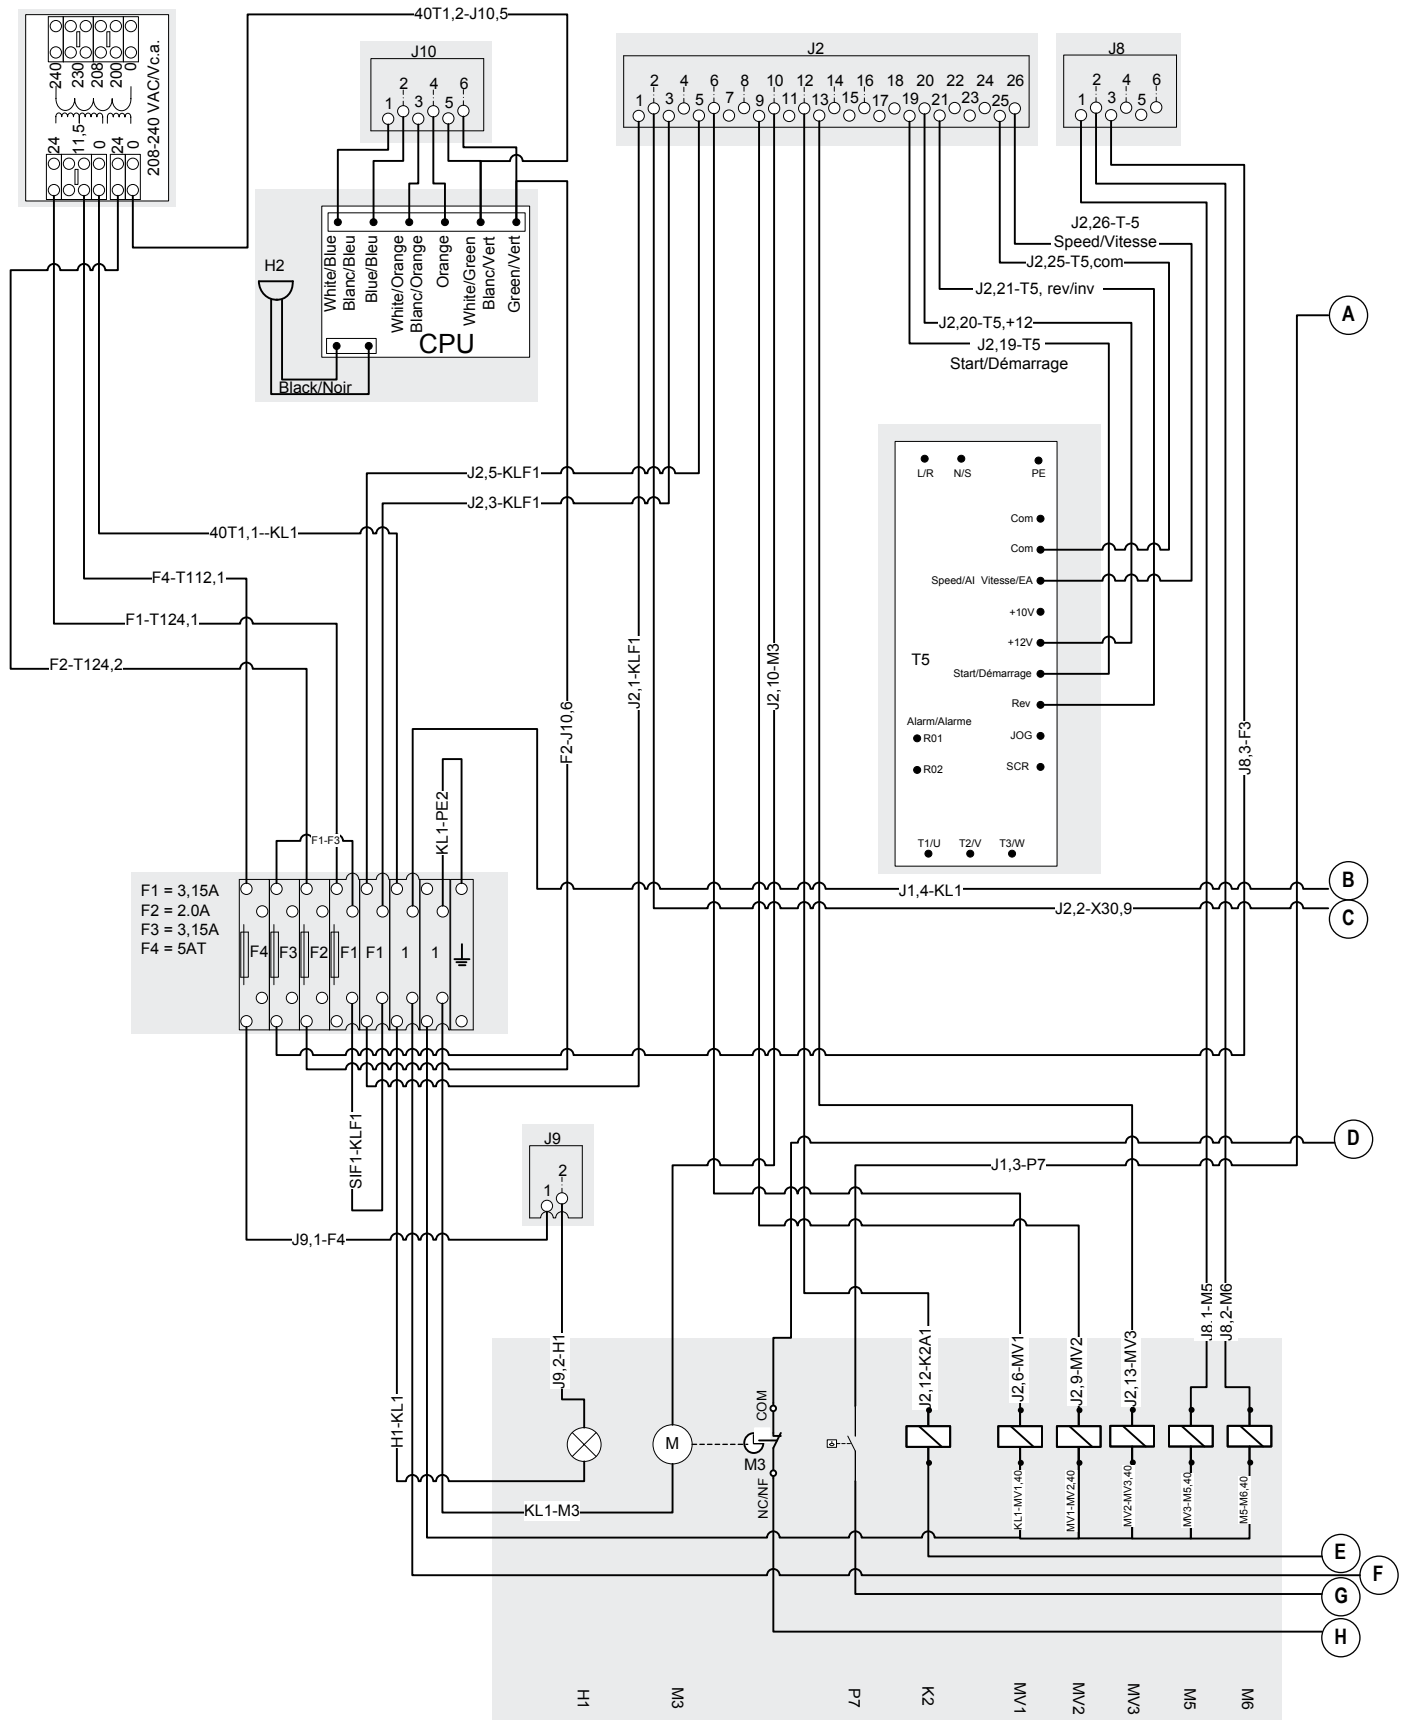 240
230
208
200
0
24
11,5
0
24
0
208-240 VAC/Vc.a.
40T1,2-J10,5
J10
1 2 3 4 5 6
White/Blue
Blanc/Bleu
Blue/Bleu
White/Orange
Blanc/Orange
Orange
White/Green
Blanc/Vert
Green/Vert
CPU
H2
Black/Noir
J2
1 2 3 4 5 6 7 8 9 10 11 12 13 14 15 16 17 18 19 20 21 22 23 24 25 26
J8
1 2 3 4 5 6
J2,26-T-5
Speed/Vitesse
J2,25-T5,com
J2,21-T5, rev/inv
J2,20-T5,+12
J2,19-T5
Start/Démarrage
A
J2,5-KLF1
J2,3-KLF1
40T1,1--KL1
F4-T112,1
F1-T124,1
F2-T124,2
J2,1-KLF1
J2,10-M3
F2-J10,6
J8,3-F3
L/R
N/S
PE
Com
Com
Speed/AI Vitesse/EA
+10V
+12V
T5
Start/Démarrage
Rev
Alarm/Alarme
R01
JOG
R02
SCR
T1/U
T2/V
T3/W
KL1-PE2
F1-F3
F1 = 3,15A
F2 = 2.0A
F3 = 3,15A
F4 = 5AT
F4
F3
F2
F1
F1
1
1
J1,4-KL1
B
J2,2-X30,9
C
SIF1-KLF1
J9
1 2
J9,1-F4
J1,3-P7
D
J9,2-H1
H1-KL1
J2,12-K2A1
J2,6-MV1
J2,9-MV2
J2,13-MV3
J8.1-M5
J8,2-M6
COM
M
M3
NC/NF
KL1-M3
KL1-MV1,40
MV1-MV2,40
MV2-MV3,40
MV3-M5,40
M5-M6,40
E
F
G
H
H1
M3
P7
K2
MV1
MV2
MV3
M5
M6